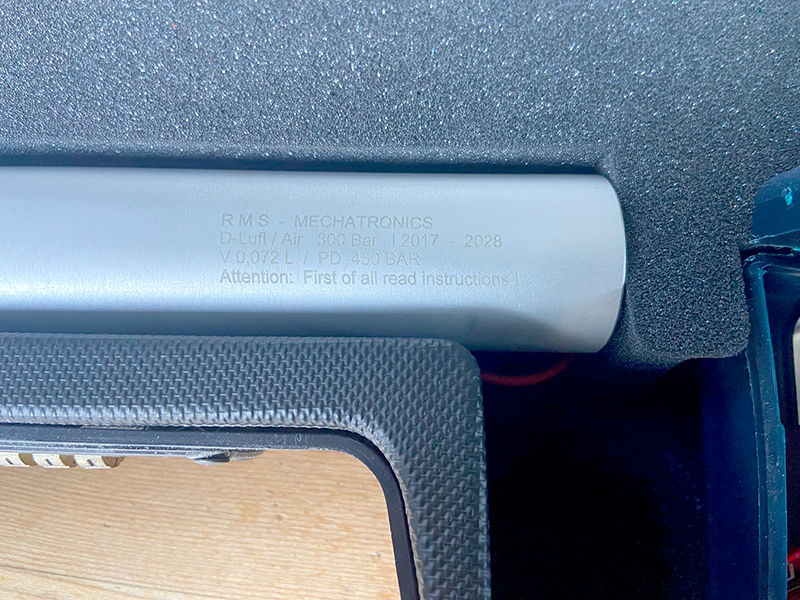 R M S - MECHATRONICS
D-Luft / Air 300 Bar I 2017 - 2028
V 0,072 L / PD 450 BAR
Attention: First of all read instructions !